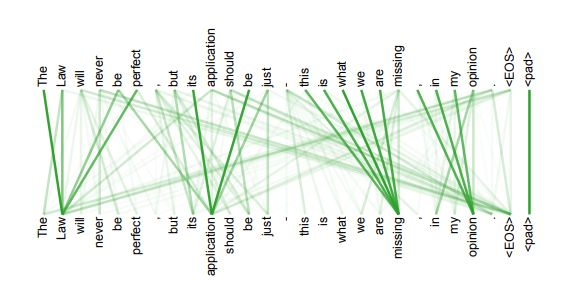 The Law will never be perfect , but its application should be just - this is what we are missing , in my opinion . <EOS> <pad>
The Law will never be perfect , but its application should be just - this is what we are missing , in my opinion . <EOS> <pad>